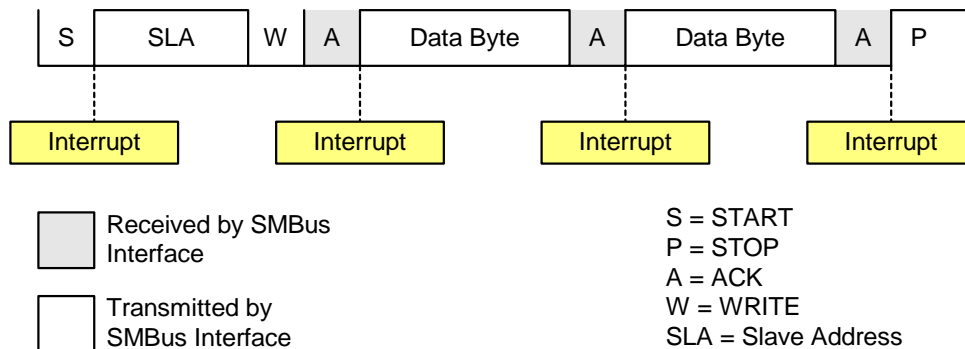 S SLA W A Data Byte A Data Byte A P
Interrupt Interrupt Interrupt Interrupt
Received by SMBus
Interface
Transmitted by
SMBus Interface
S = START
P = STOP
A = ACK
W = WRITE
SLA = Slave Address